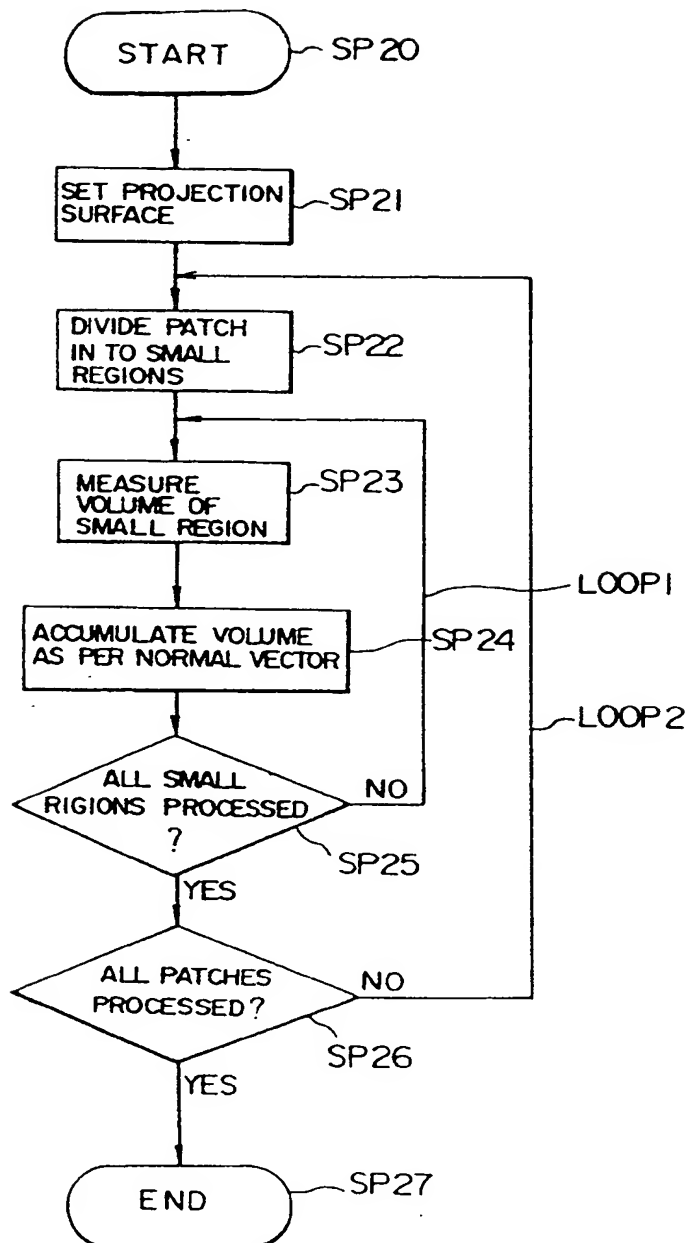 START
SP20
SET PROJECTION
SURFACE
SP21
DIVIDE PATCH
IN TO SMALL
REGIONS
SP22
MEASURE
VOLUME OF
SMALL REGION
SP23
LOOP1
ACCUMULATE VOLUME
AS PER NORMAL VECTOR
SP24
LOOP2
ALL SMALL
RIGIONS PROCESSED
?
NO
SP25
YES
ALL PATCHES
PROCESSED?
NO
SP26
YES
END
SP27